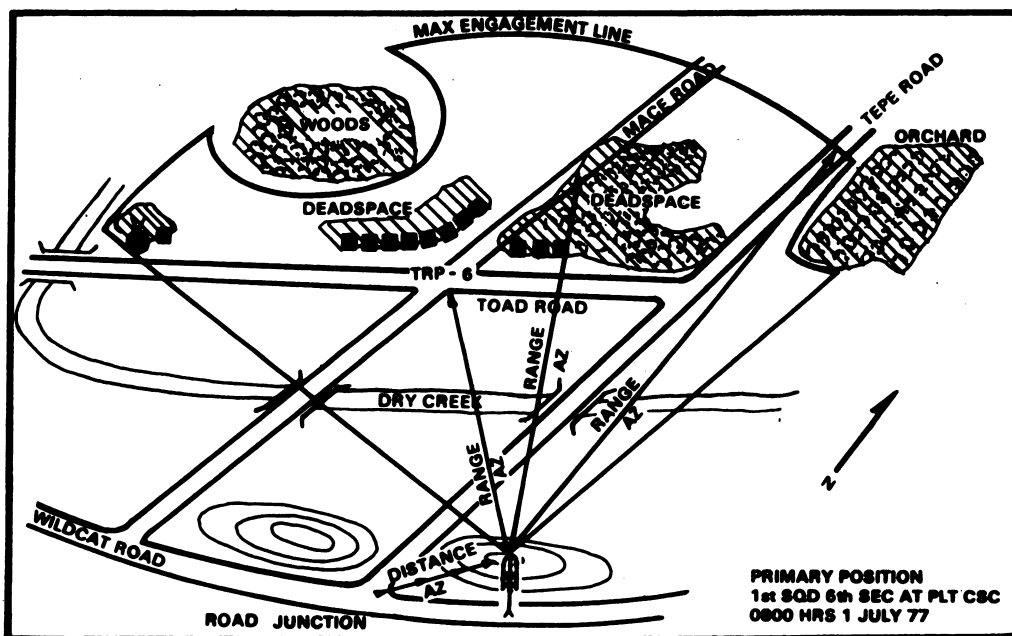 MAX ENGAGEMENT LINE
MACE ROAD
TEPE ROAD
ORCHARD
WOODS
DEADSPACE
DEADSPACE
TRP - 6
TOAD ROAD
RANGE
AZ
RANGE
AZ
DRY CREEK
RANGE
AZ
N
WILDCAT ROAD
DISTANCE
AZ
ROAD JUNCTION
PRIMARY POSITION
1st SQD 6th SEC AT PLT CSC
0800 HRS 1 JULY 77